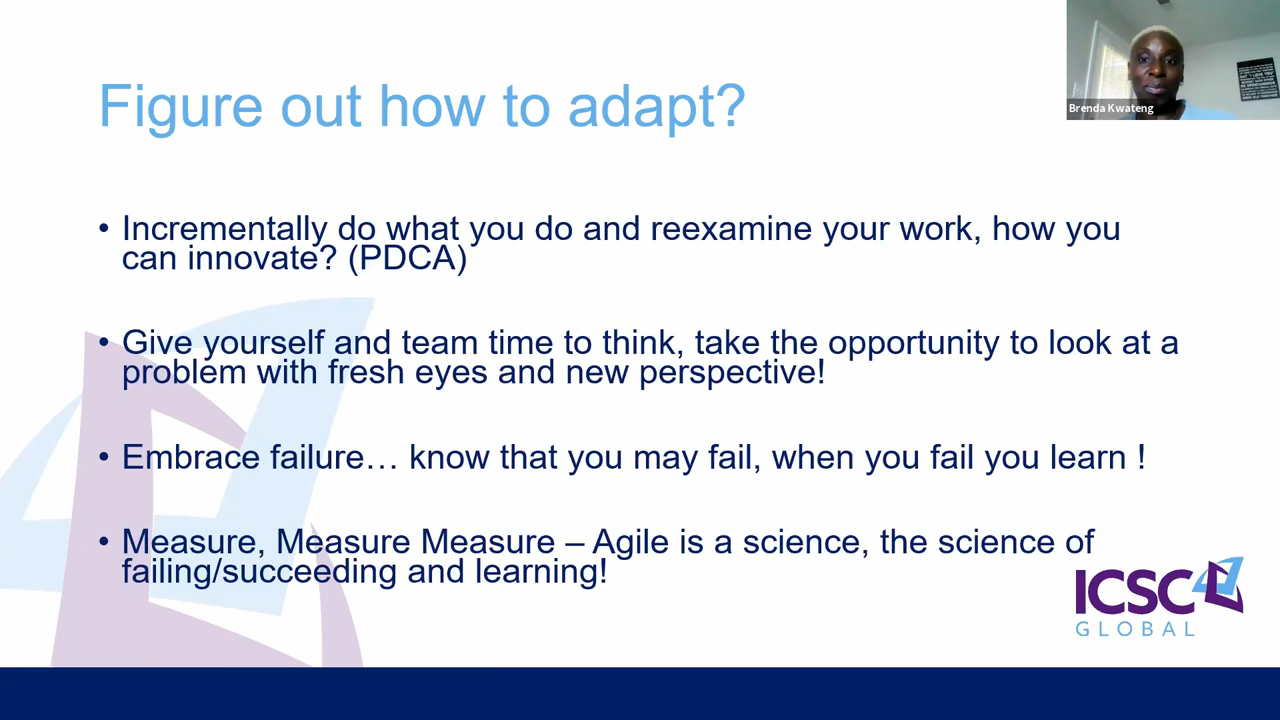 Figure out how to adapt?
Brenda Kwateng
• Incrementally do what you do and reexamine your work, how you
can innovate? (PDCA)
• Give yourself and team time to think, take the opportunity to look at a
problem with fresh eyes and new perspective!
• Embrace failure… know that you may fail, when you fail you learn !
• Measure, Measure Measure – Agile is a science, the science of
failing/succeeding and learning!
ICSC
GLOBAL